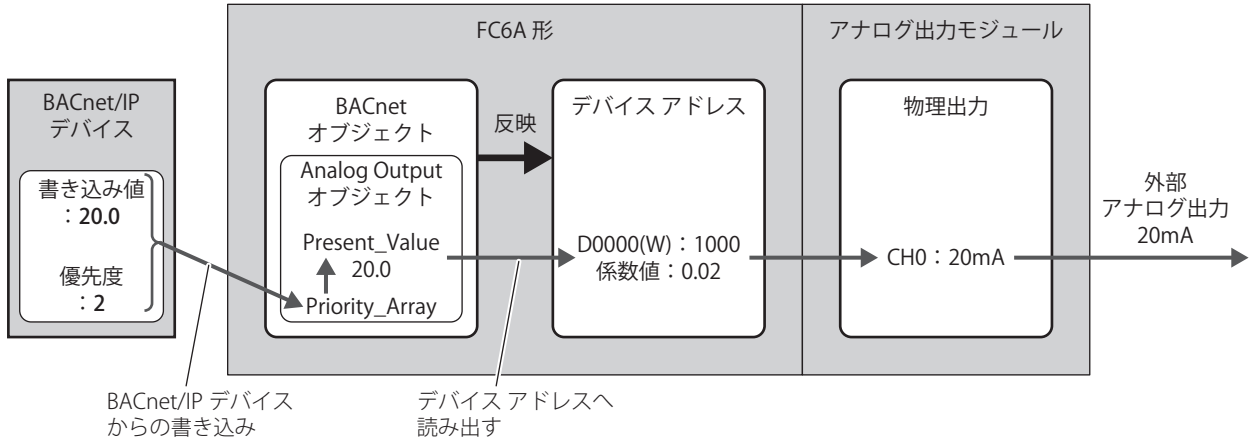 FC6A 形
アナログ出力モジュール
BACnet/IP
デバイス
書き込み値
：20.0
優先度
：2
BACnet
オブジェクト
Analog Output
オブジェクト
Present_Value
20.0
Priority_Array
反映
デバイス アドレス
D0000(W)：1000
係数値：0.02
物理出力
CH0：20mA
外部
アナログ出力
20mA
BACnet/IP デバイス
からの書き込み
デバイス アドレスへ
読み出す